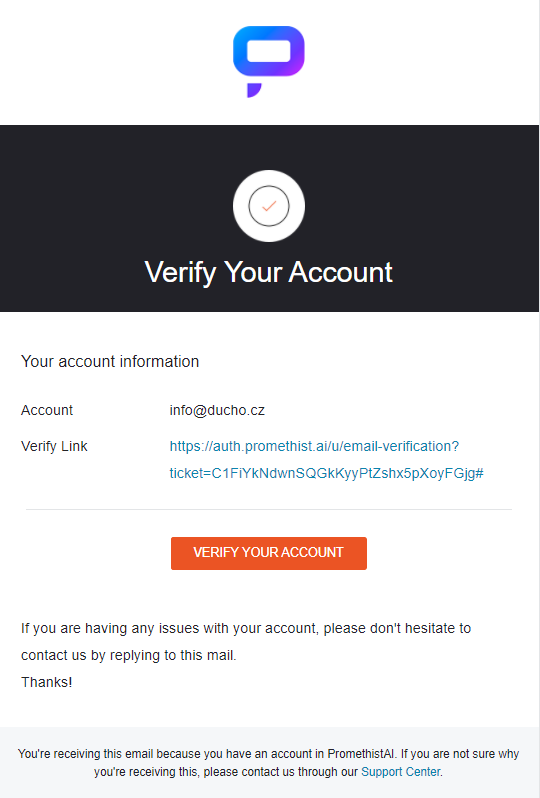 Verify Your Account
Your account information
Account info@ducho.cz
Verify Link https://auth.promethist.ai/u/email-verification?
ticket=C1FiYkNdwnSQGkKyyPtZshx5pXoyFGjg#
VERIFY YOUR ACCOUNT
If you are having any issues with your account, please don't hesitate to
contact us by replying to this mail.
Thanks!
You're receiving this email because you have an account in PromethistAI. If you are not sure why
you're receiving this, please contact us through our Support Center.